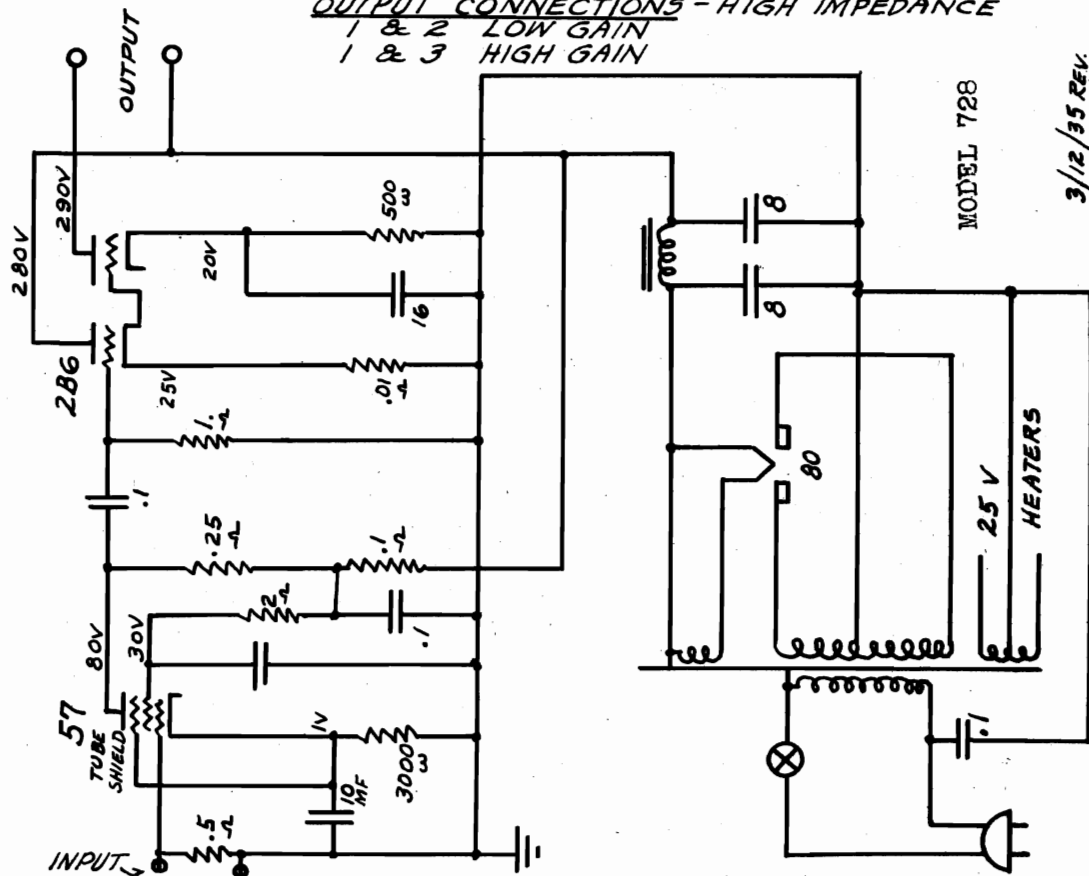 OUTPUT CONNECTIONS - HIGH IMPEDANCE
1 & 2 LOW GAIN
1 & 3 HIGH GAIN
OUTPUT
280V
290V
2B6
20V
500 ω
16
25V
.01 Ω
1. Ω
.1
.25 Ω
.1 Ω
2 Ω
.1
80V
30V
57
TUBE SHIELD
1V
3000 ω
10 MF
.5 Ω
INPUT
8
8
80
25 V
HEATERS
.1
MODEL 728
3/12/35 REV.